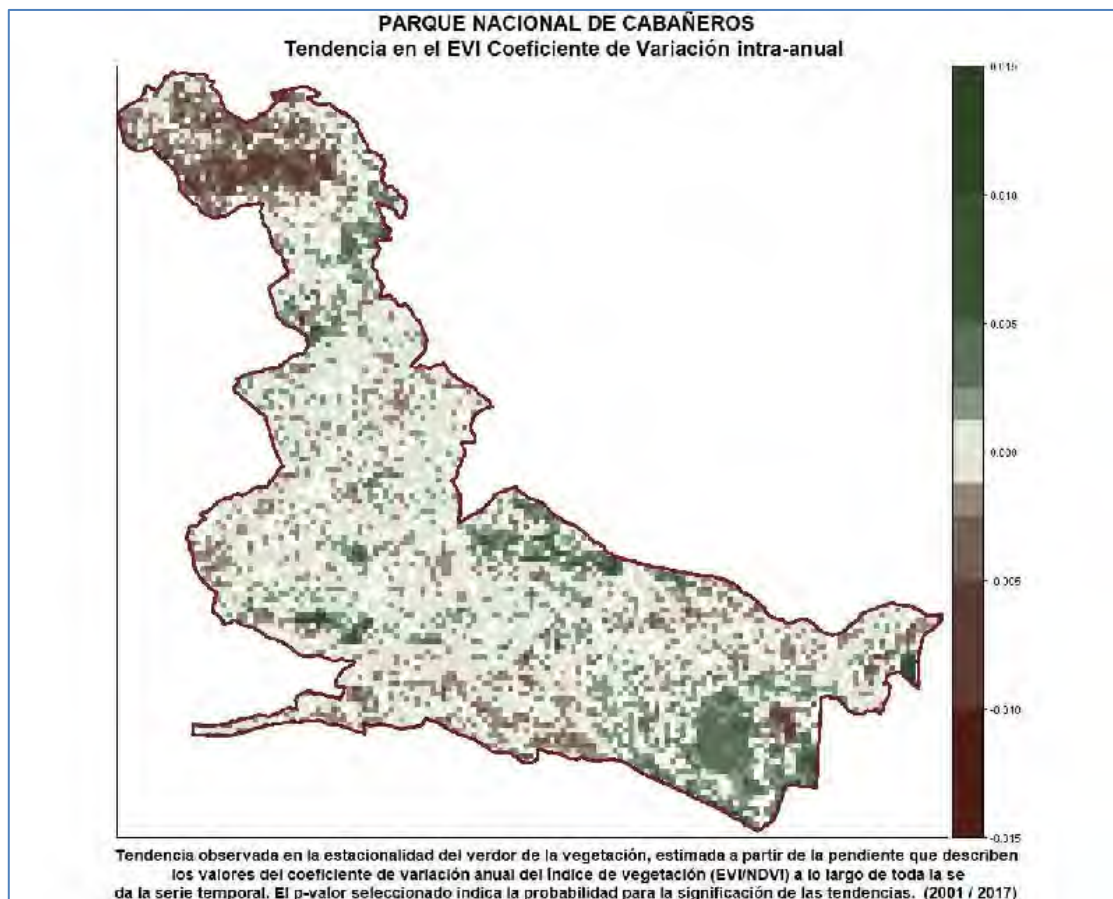 PARQUE NACIONAL DE CABAÑEROS
Tendencia en el EVI Coeficiente de Variación intra-anual
0.015
0.010
0.005
0.000
-0.005
-0.010
-0.015
Tendencia observada en la estacionalidad del verdor de la vegetación, estimada a partir de la pendiente que describen
los valores del coeficiente de variación anual del índice de vegetación (EVI/NDVI) a lo largo de toda la se
da la serie temporal. El p-valor seleccionado indica la probabilidad para la significación de las tendencias. (2001 / 2017)